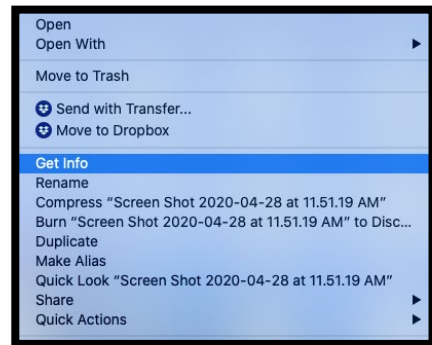 Open
Open With
Move to Trash
Send with Transfer...
Move to Dropbox
Get Info
Rename
Compress “Screen Shot 2020-04-28 at 11.51.19 AM”
Burn “Screen Shot 2020-04-28 at 11.51.19 AM” to Disc...
Duplicate
Make Alias
Quick Look “Screen Shot 2020-04-28 at 11.51.19 AM”
Share
Quick Actions